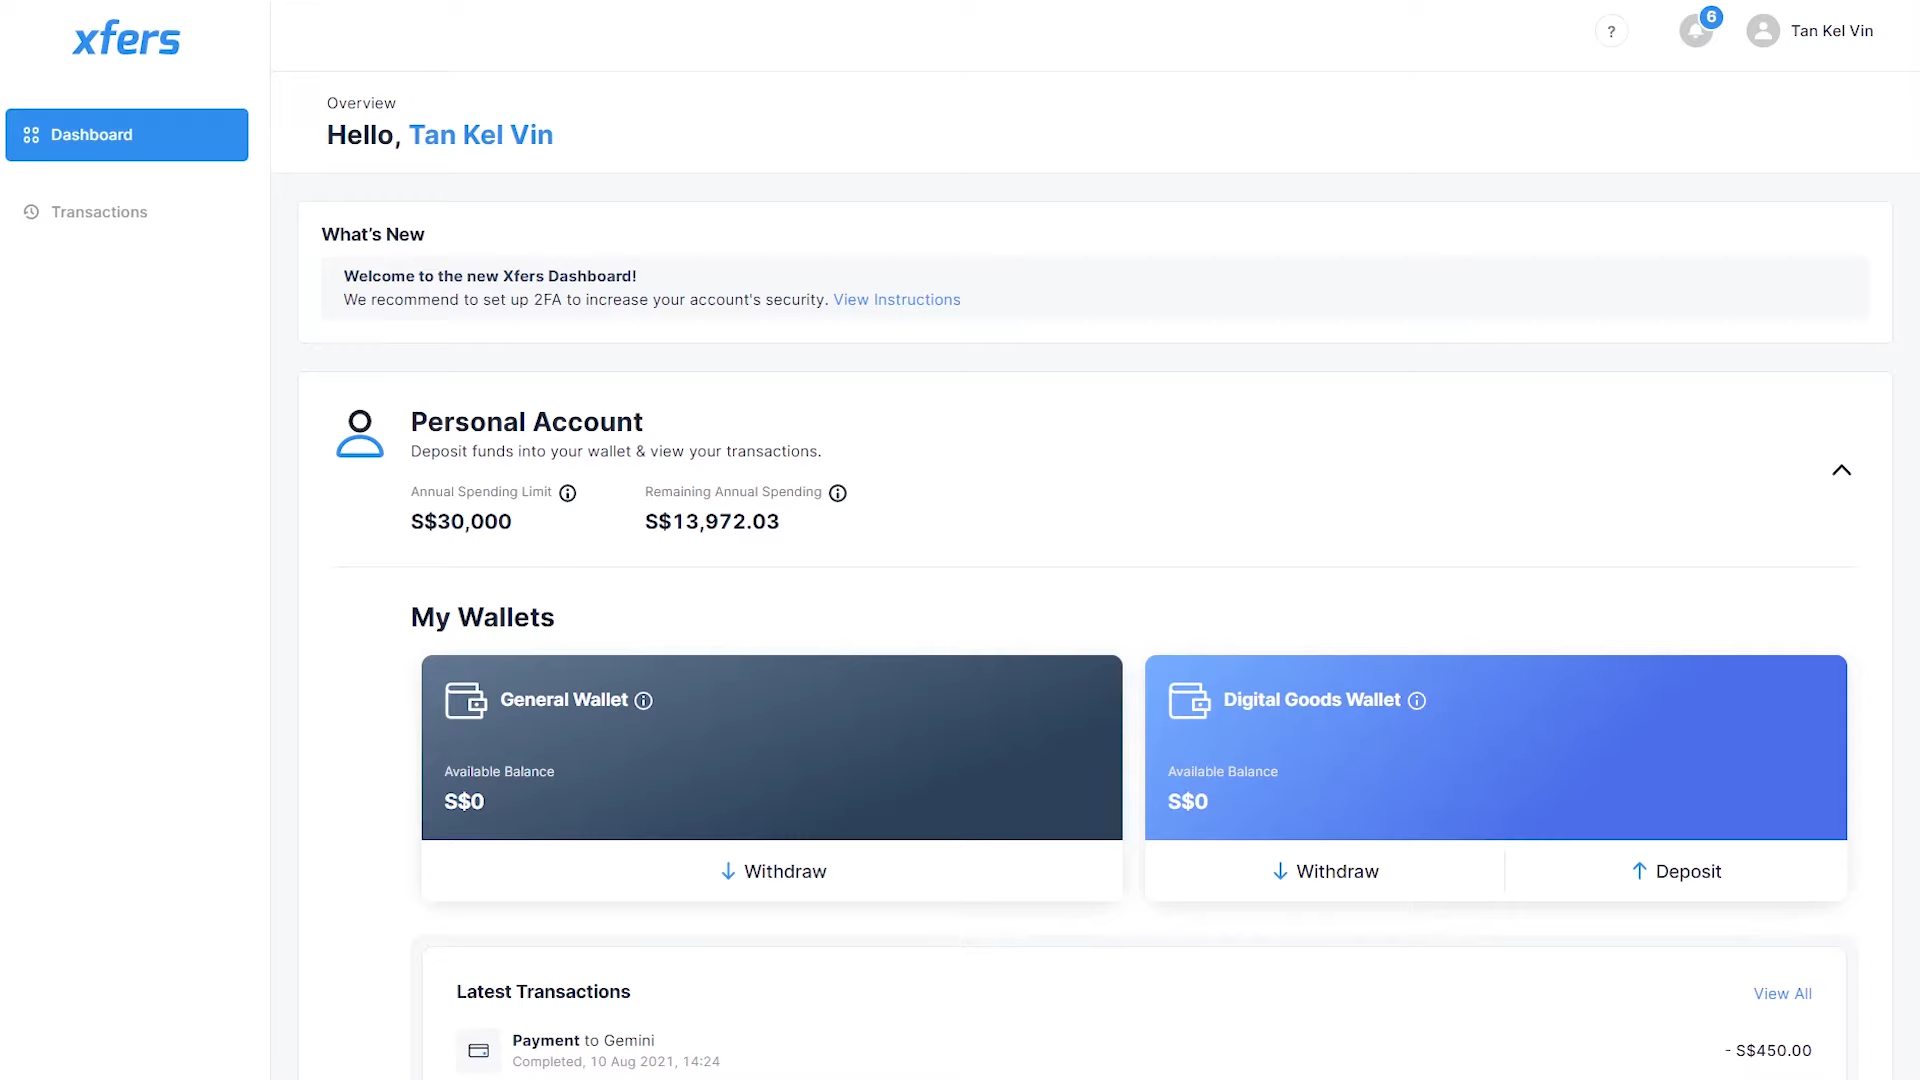 xfers
?
6
Tan Kel Vin
Dashboard
Transactions
Overview
Hello, Tan Kel Vin
What's New
Welcome to the new Xfers Dashboard!
We recommend to set up 2FA to increase your account's security. View Instructions
Personal Account
Deposit funds into your wallet & view your transactions.
Annual Spending Limit
Remaining Annual Spending
S$30,000
S$13,972.03
My Wallets
General Wallet
Available Balance
S$0
Withdraw
Digital Goods Wallet
Available Balance
S$0
Withdraw
Deposit
Latest Transactions
View All
Payment to Gemini
Completed, 10 Aug 2021, 14:24
- S$450.00